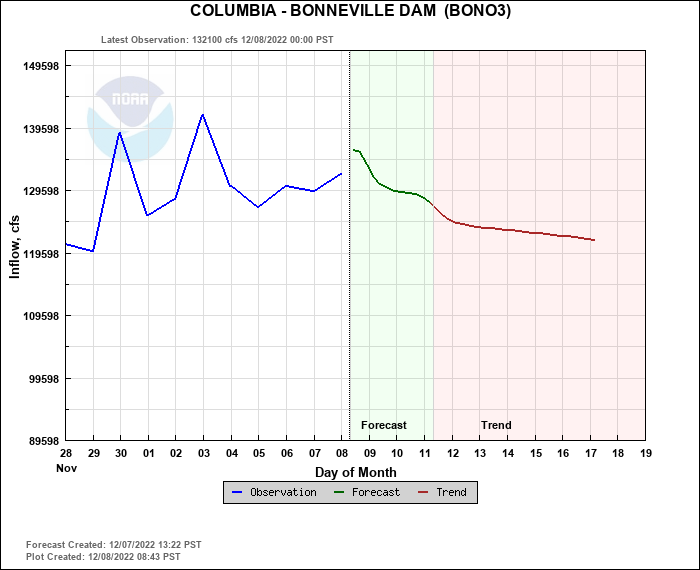 COLUMBIA - BONNEVILLE DAM (BONO3)
Latest Observation: 132100 cfs 12/08/2022 00:00 PST
149598
139598
129598
119598
109598
99598
89598
Inflow, cfs
NOAA
Forecast
Trend
28 29 30 01 02 03 04 05 06 07 08 09 10 11 12 13 14 15 16 17 18 19
Nov
Day of Month
Observation Forecast Trend
Forecast Created: 12/07/2022 13:22 PST
Plot Created: 12/08/2022 08:43 PST